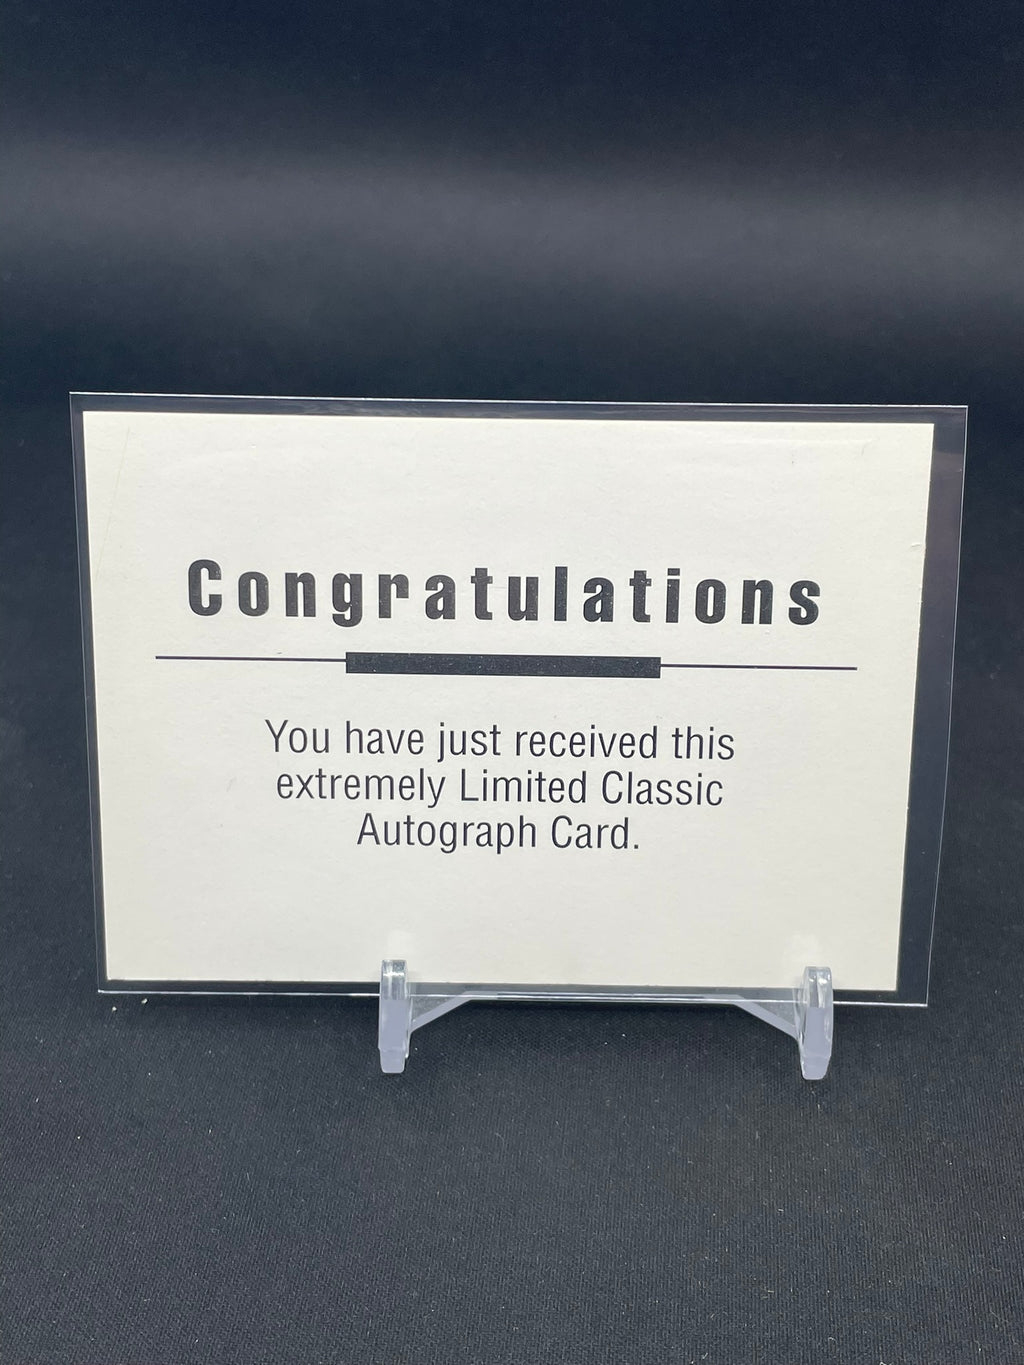 Congratulations
You have just received this
extremely Limited Classic
Autograph Card.